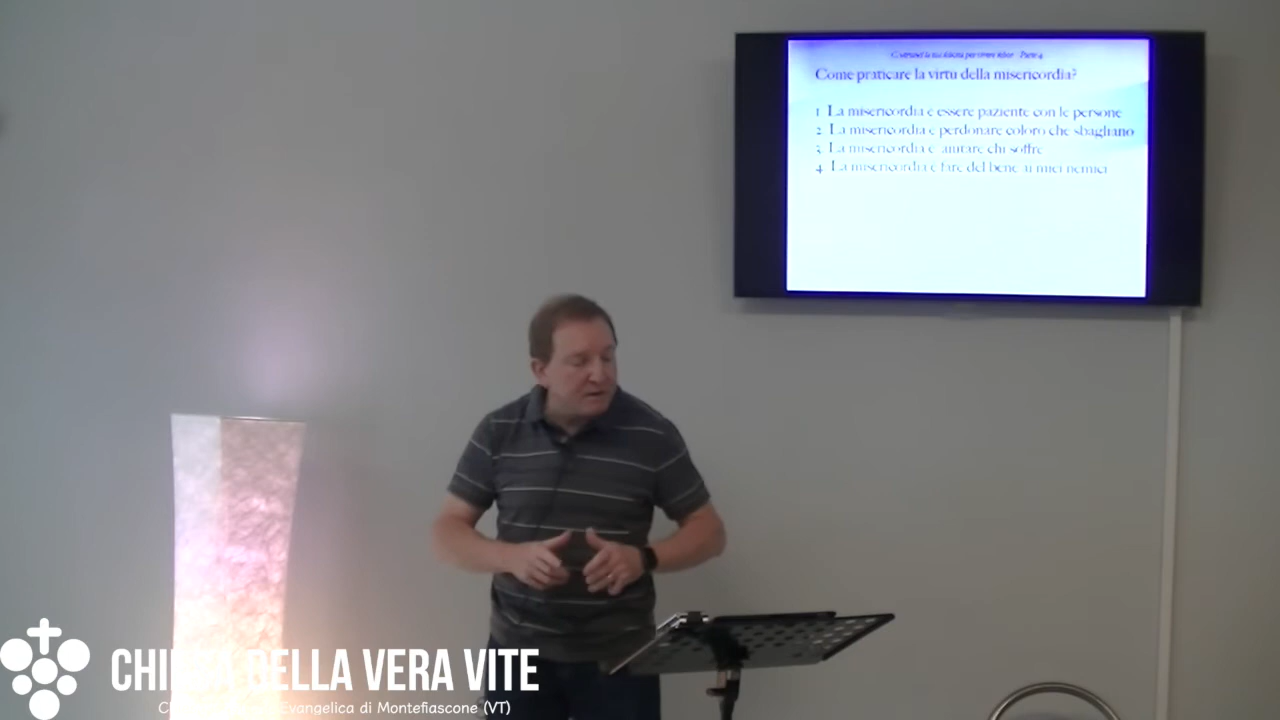 Parte 4
Come praticare la virtù della misericordia?
1 La misericordia è essere paziente con le persone
2 La misericordia è perdonare coloro che sbagliano
3 La misericordia è aiutare chi soffre
4 La misericordia è fare del bene ai miei nemici
CHIESA DELLA VERA VITE
Evangelica di Montefiascone (VT)